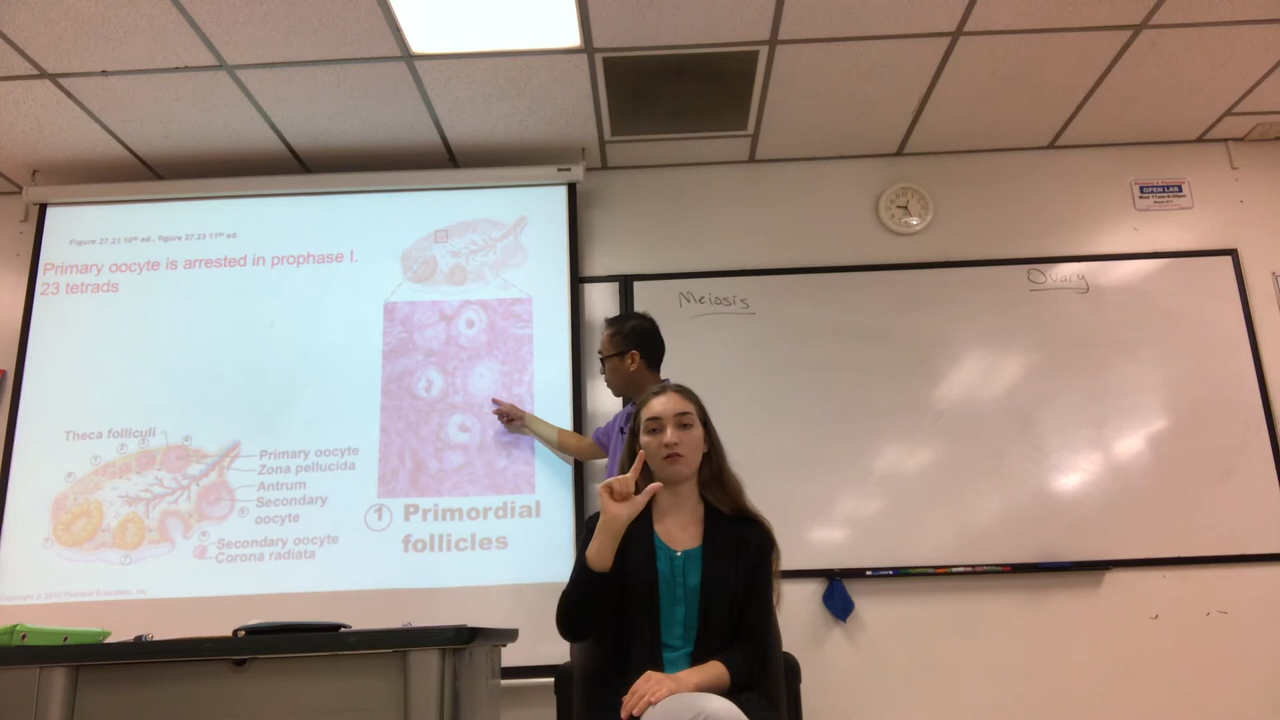 Figure 27.21 10th ed., figure 27.23 11th ed.
Primary oocyte is arrested in prophase I.
23 tetrads
Theca folliculi
Primary oocyte
Zona pellucida
Antrum
Secondary
oocyte
Secondary oocyte
Corona radiata
1 Primordial
follicles
Meiosis
Ovary
OPEN LAB